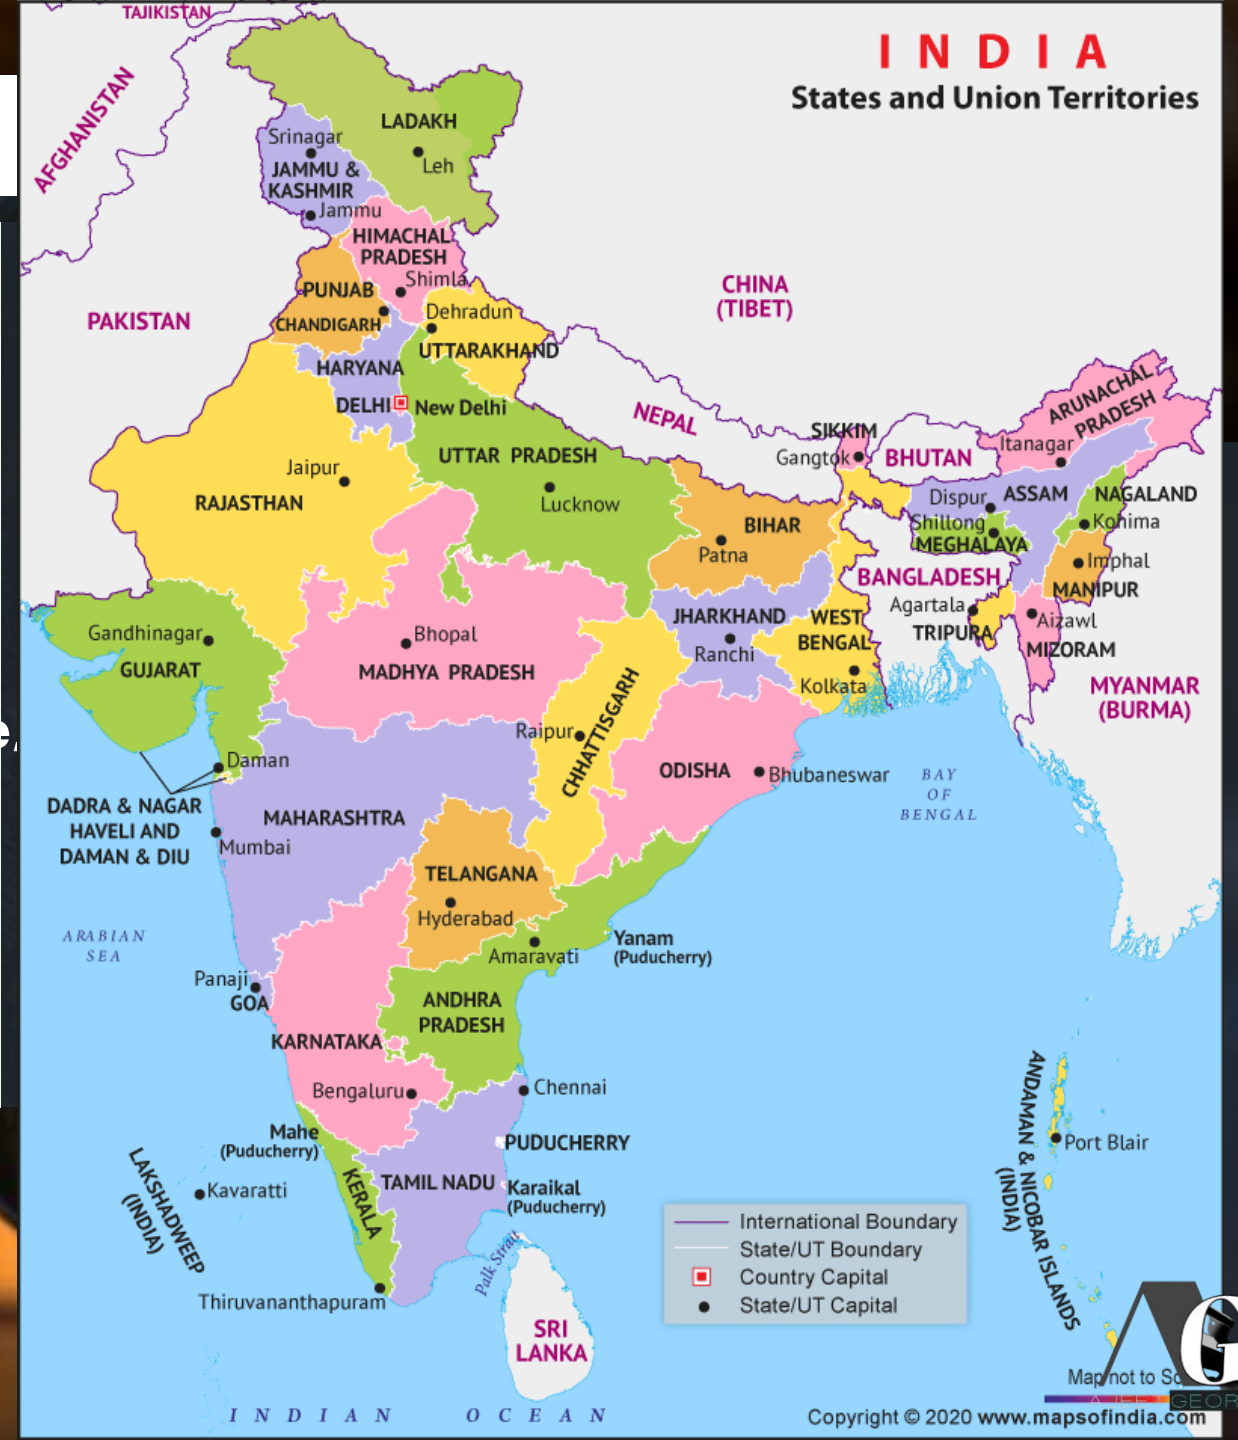 TAJIKISTAN
I N D I A
States and Union Territories
AFGHANISTAN
LADAKH
Srinagar
Leh
JAMMU &
KASHMIR
Jammu
HIMACHAL
PRADESH
Shimla
CHINA
(TIBET)
PUNJAB
PAKISTAN
CHANDIGARH
Dehradun
UTTARAKHAND
HARYANA
DELHI
New Delhi
NEPAL
ARUNACHAL
PRADESH
SIKKIM
Gangtok
BHUTAN
Itanagar
UTTAR PRADESH
Jaipur
RAJASTHAN
Lucknow
Dispur
ASSAM
NAGALAND
BIHAR
Shillong
Kohima
MEGHALAYA
Patna
Imphal
BANGLADESH
MANIPUR
Agartala
Aizawl
TRIPURA
MIZORAM
JHARKHAND
WEST
BENGAL
Ranchi
Kolkata
Gandhinagar
GUJARAT
Bhopal
MADHYA PRADESH
MYANMAR
(BURMA)
CHHATTISGARH
Raipur
ODISHA
Bhubaneswar
BAY
OF
BENGAL
Daman
DADRA & NAGAR
HAVELI AND
DAMAN & DIU
MAHARASHTRA
Mumbai
TELANGANA
Hyderabad
ARABIAN
SEA
Amaravati
Yanam
(Puducherry)
Panaji
GOA
ANDHRA
PRADESH
KARNATAKA
Bengaluru
Chennai
Mahe
(Puducherry)
PUDUCHERRY
KERALA
TAMIL NADU
Karaikal
(Puducherry)
LAKSHADWEEP
(INDIA)
Kavaratti
ANDAMAN & NICOBAR ISLANDS
(INDIA)
Port Blair
Thiruvananthapuram
Palk Strait
SRI
LANKA
International Boundary
State/UT Boundary
Country Capital
State/UT Capital
Map not to
G
INDIAN OCEAN
Copyright © 2020 www.mapsofindia.com